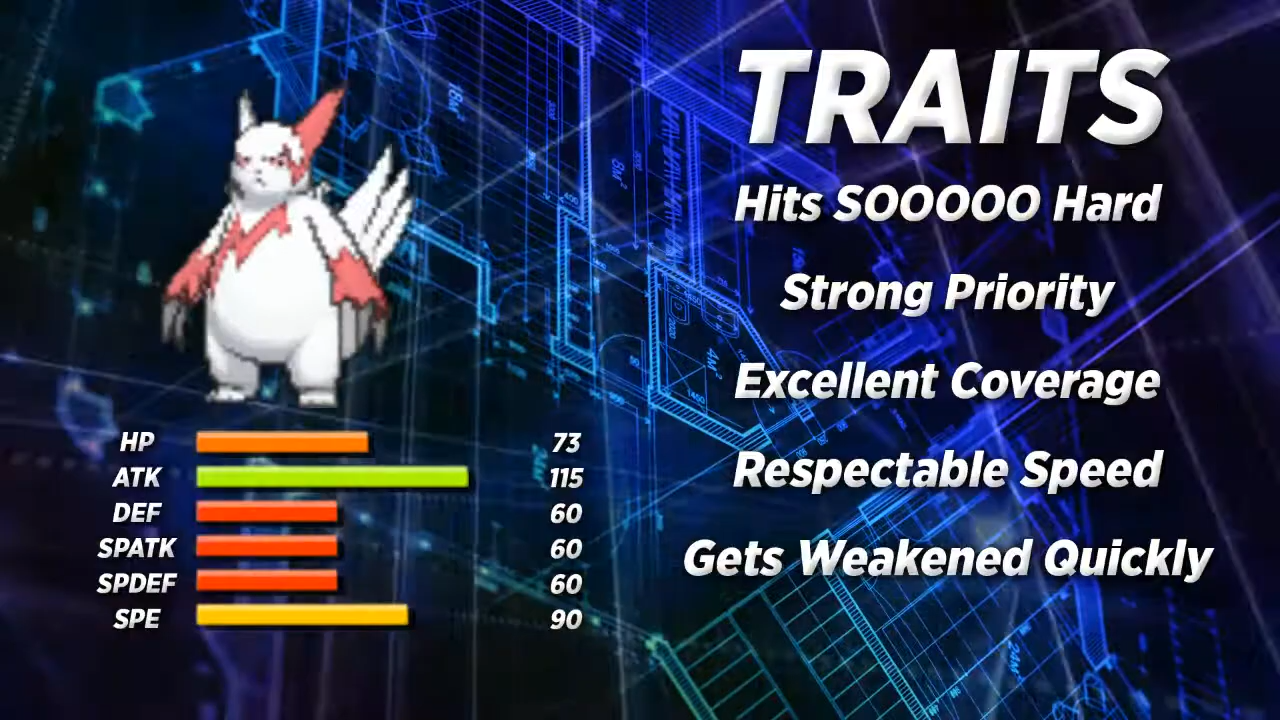 TRAITS
Hits SOOOOO Hard
Strong Priority
Excellent Coverage
Respectable Speed
Gets Weakened Quickly
HP 73
ATK 115
DEF 60
SPATK 60
SPDEF 60
SPE 90